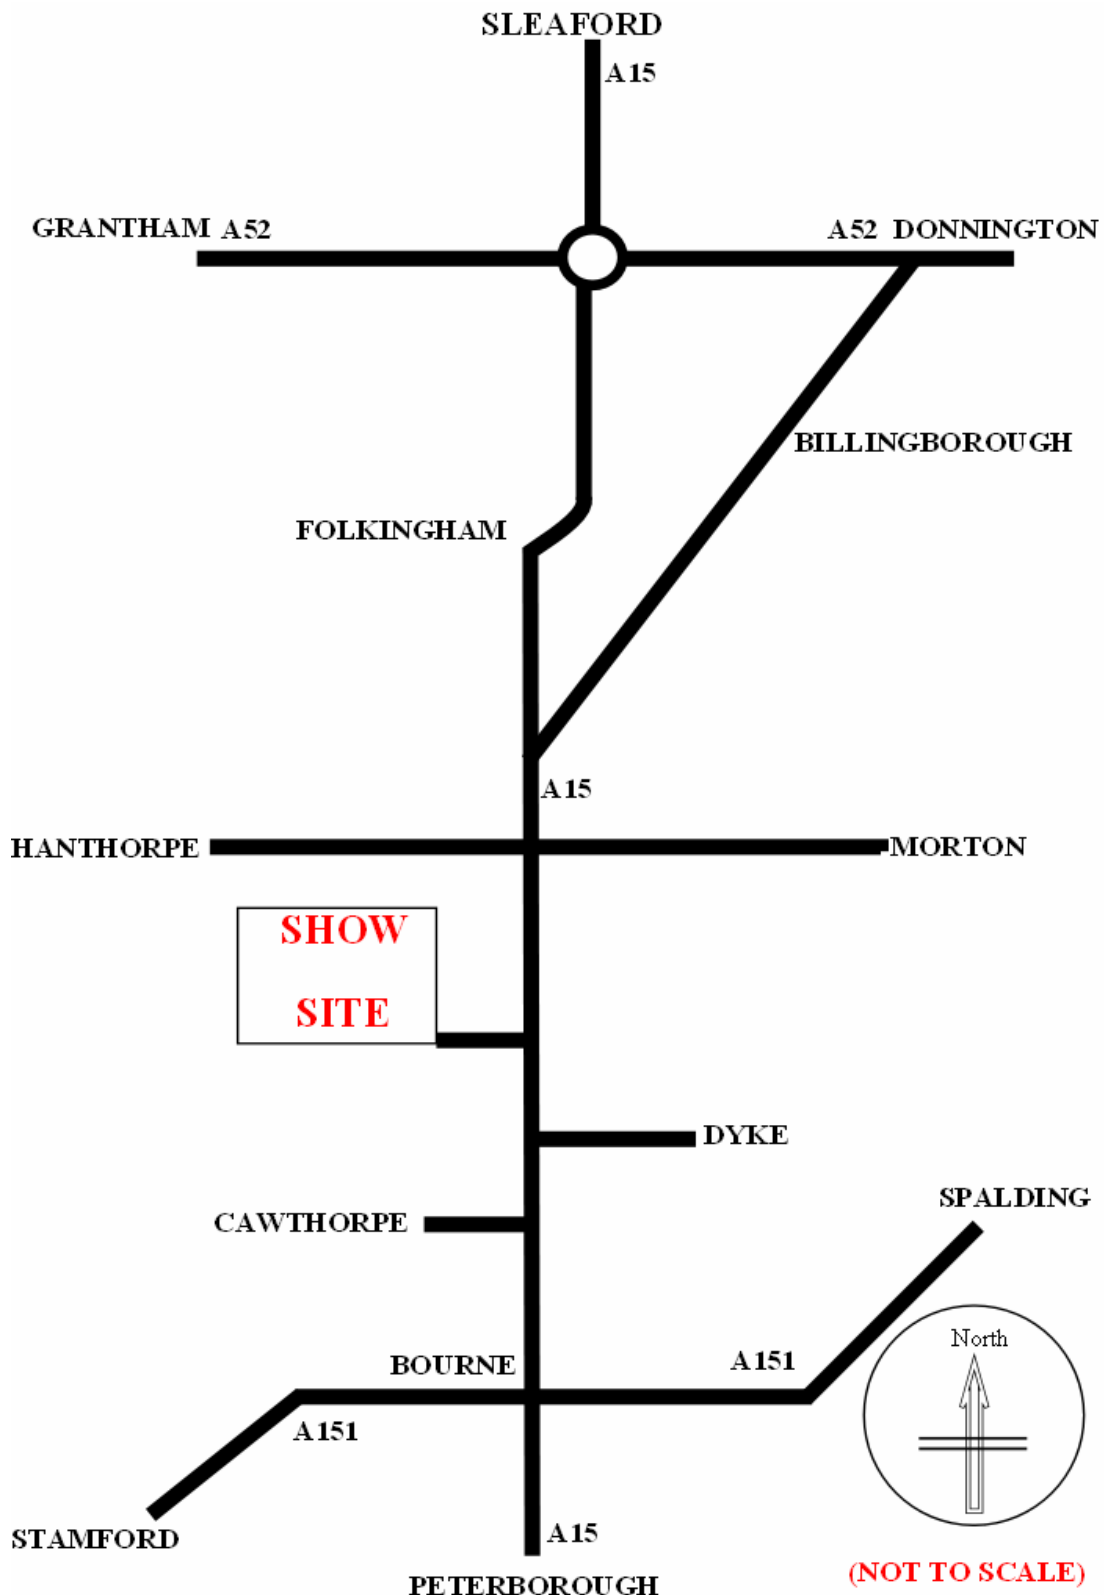 SLEAFORD
A15
GRANTHAM A52
A52 DONNINGTON
BILLINGBOROUGH
FOLKINGHAM
A15
HANTHORPE
MORTON
SHOW
SITE
DYKE
SPALDING
CAWTHORPE
North
BOURNE
A151
A151
STAMFORD
A15
(NOT TO SCALE)
PETERBOROUGH